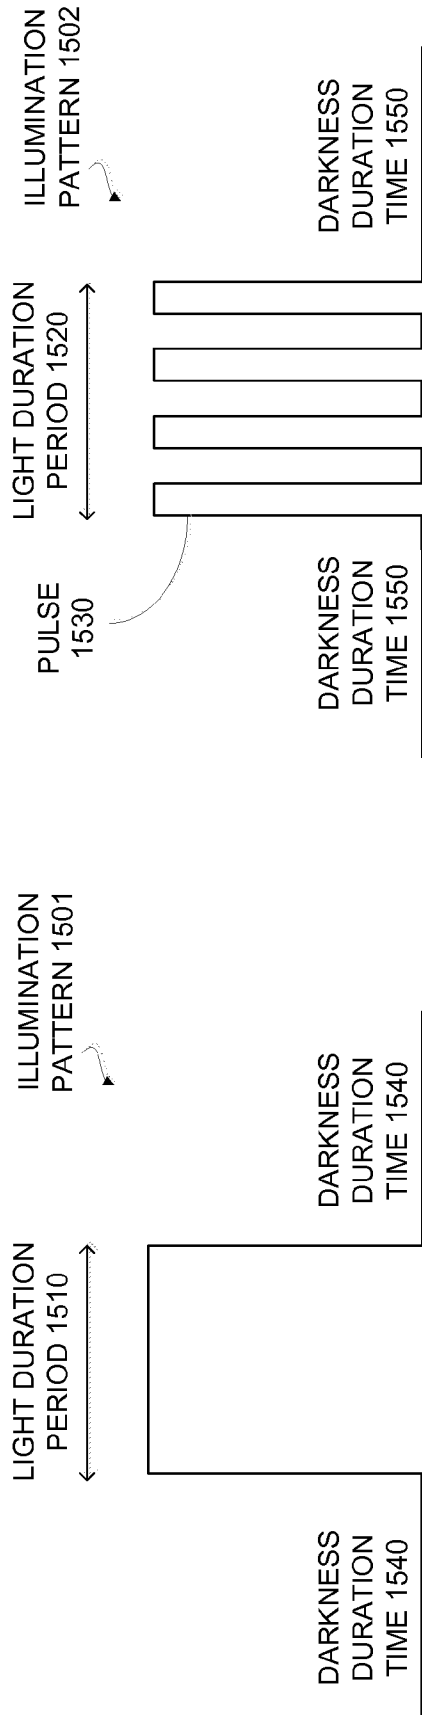 LIGHT DURATION
PERIOD 1510
ILLUMINATION
PATTERN 1501
DARKNESS
DURATION
TIME 1540
DARKNESS
DURATION
TIME 1540
PULSE
1530
LIGHT DURATION
PERIOD 1520
ILLUMINATION
PATTERN 1502
DARKNESS
DURATION
TIME 1550
DARKNESS
DURATION
TIME 1550